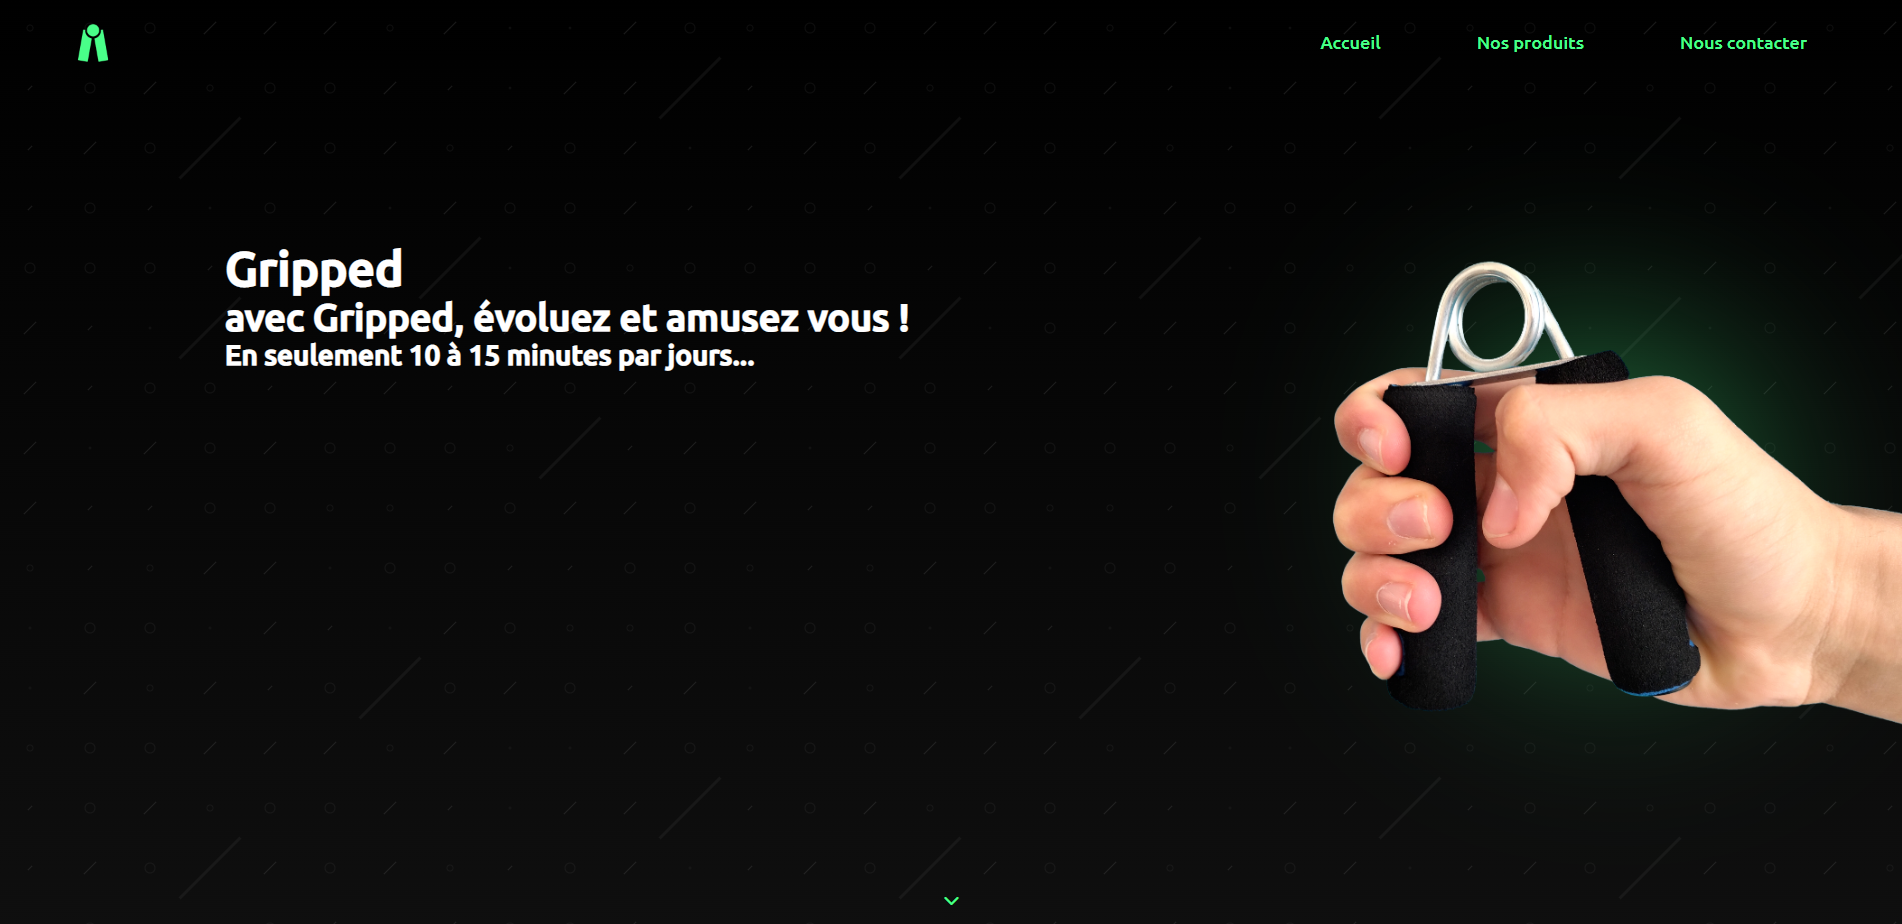 Accueil Nos produits Nous contacter
Gripped
avec Gripped, évoluez et amusez vous !
En seulement 10 à 15 minutes par jours...